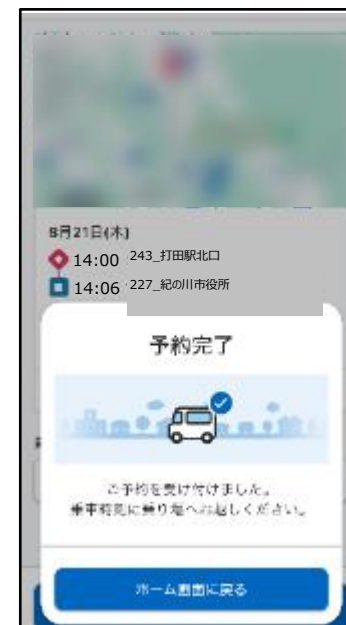 8月21日(木)
14:00 243_打田駅北口
14:06 227_紀の川市役所
予約完了
ご予約を受け付けました。
乗車時刻に乗り場へお越しください。
ホーム画面に戻る